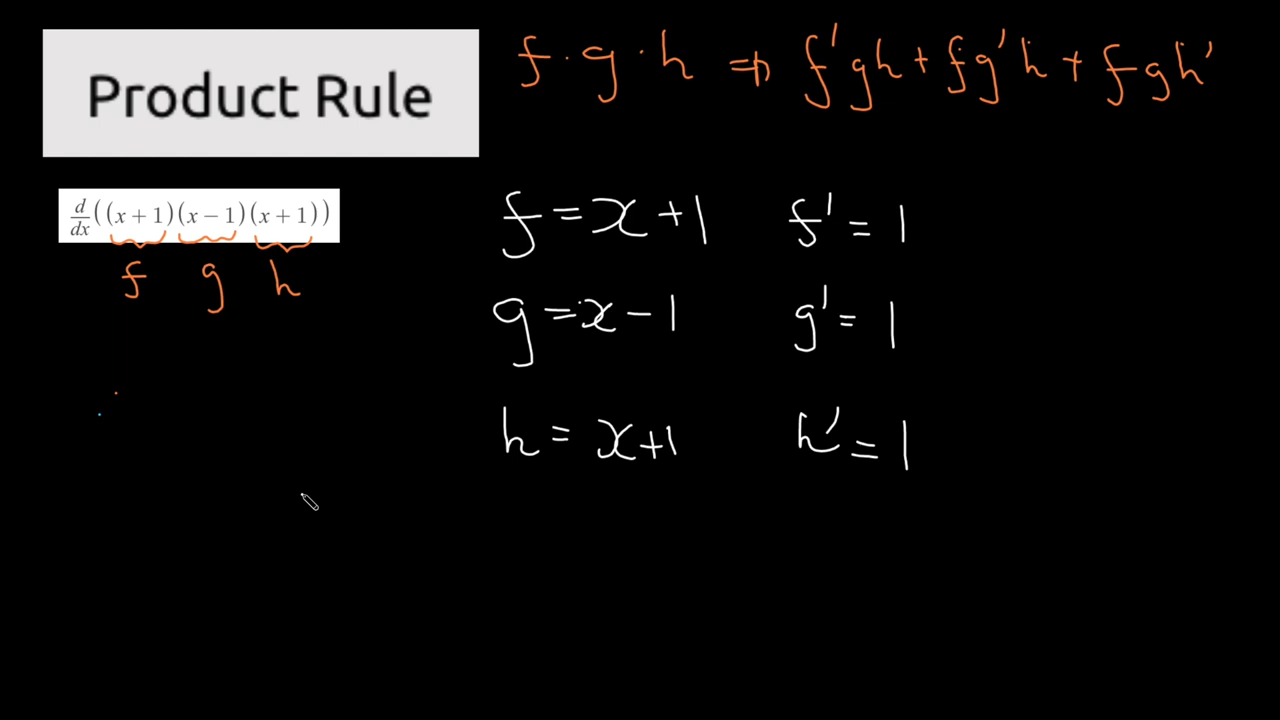 Product Rule
f · g · h ⇒ f'gh + fg'h + fgh'
d/dx((x + 1)(x − 1)(x + 1))
f g h
f = x + 1 f' = 1
g = x − 1 g' = 1
h = x + 1 h' = 1